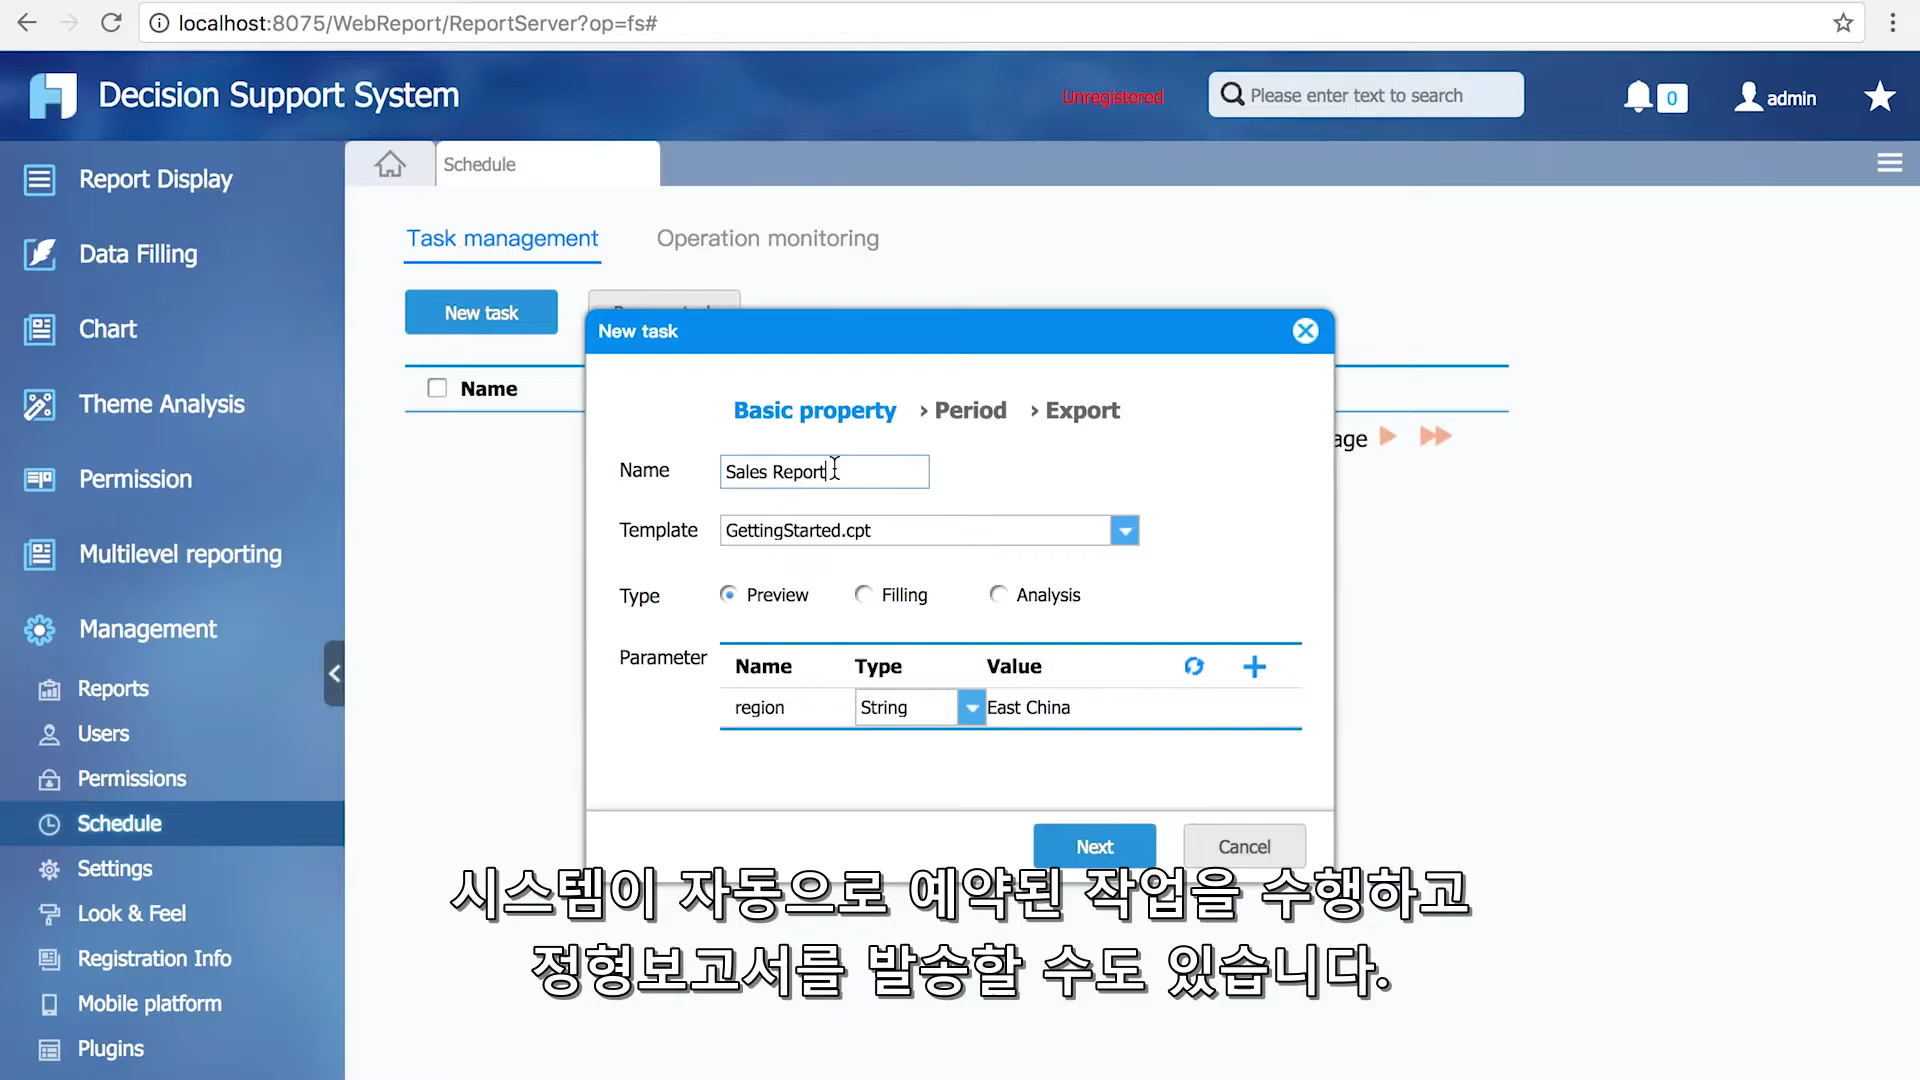 localhost:8075/WebReport/ReportServer?op=fs#
Decision Support System
Unregistered
Please enter text to search
0
admin
Report Display
Data Filling
Chart
Theme Analysis
Permission
Multilevel reporting
Management
Reports
Users
Permissions
Schedule
Settings
Look & Feel
Registration Info
Mobile platform
Plugins
Schedule
Task management
Operation monitoring
New task
Name
New task
Basic property › Period › Export
Name
Sales Report
Template
GettingStarted.cpt
Type
Preview
Filling
Analysis
Parameter
Name Type Value
region String East China
Next
Cancel
시스템이 자동으로 예약된 작업을 수행하고
정형보고서를 발송할 수도 있습니다.